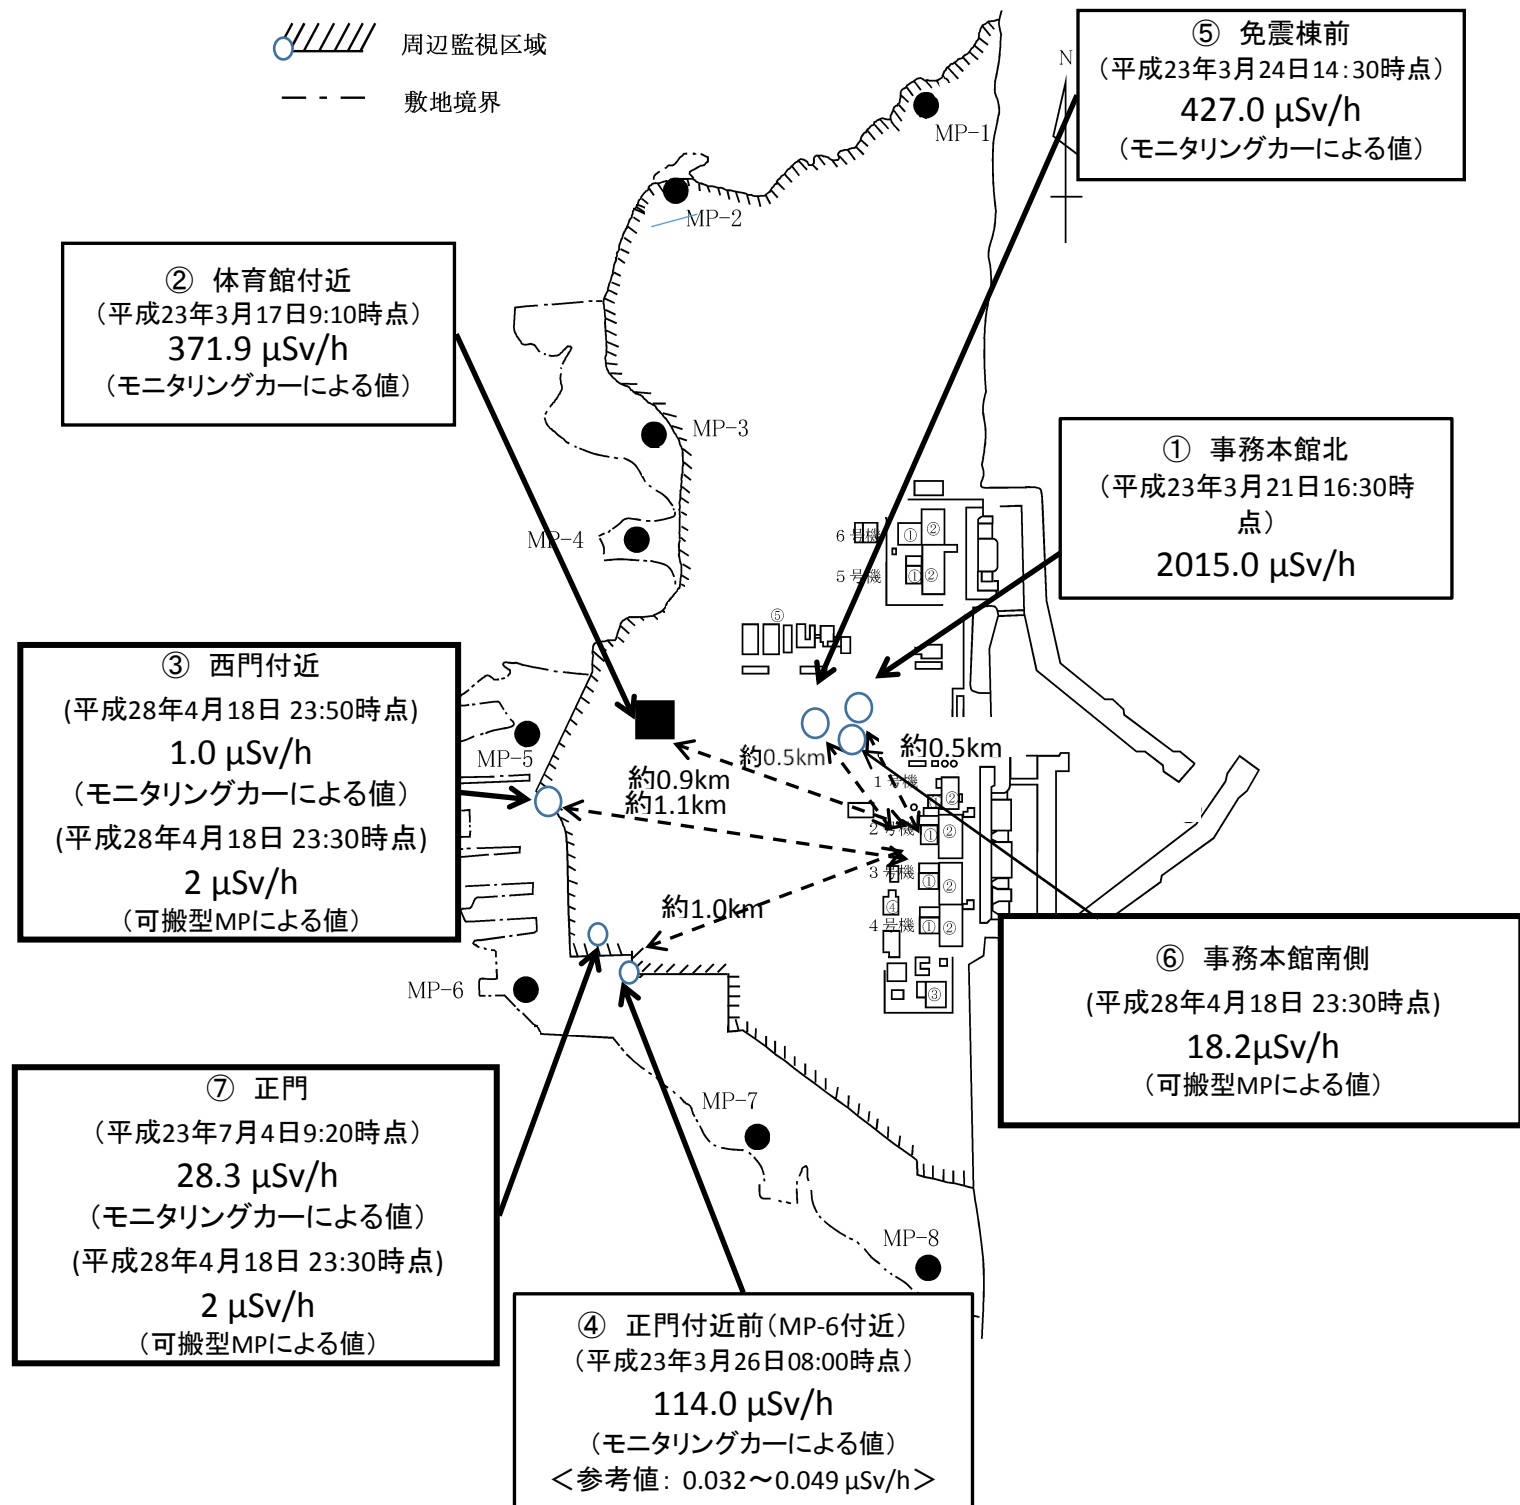 周辺監視区域
敷地境界
N
⑤ 免震棟前
（平成23年3月24日14:30時点）
427.0 μSv/h
（モニタリングカーによる値）
MP-1
MP-2
② 体育館付近
（平成23年3月17日9:10時点）
371.9 μSv/h
（モニタリングカーによる値）
MP-3
MP-4
① 事務本館北
（平成23年3月21日16:30時
点）
2015.0 μSv/h
6号機
①
②
5号機
①
②
⑤
③ 西門付近
(平成28年4月18日 23:50時点)
1.0 μSv/h
（モニタリングカーによる値）
(平成28年4月18日 23:30時点)
2 μSv/h
（可搬型MPによる値）
MP-5
約0.5km
約0.5km
約0.9km
約1.1km
1号機
①
②
2号機
①
②
3号機
①
②
④
4号機
①
②
③
約1.0km
MP-6
⑥ 事務本館南側
(平成28年4月18日 23:30時点)
18.2μSv/h
（可搬型MPによる値）
⑦ 正門
（平成23年7月4日9:20時点）
28.3 μSv/h
（モニタリングカーによる値）
(平成28年4月18日 23:30時点)
2 μSv/h
（可搬型MPによる値）
MP-7
MP-8
④ 正門付近前（MP-6付近）
（平成23年3月26日08:00時点）
114.0 μSv/h
（モニタリングカーによる値）
＜参考値： 0.032～0.049 μSv/h＞